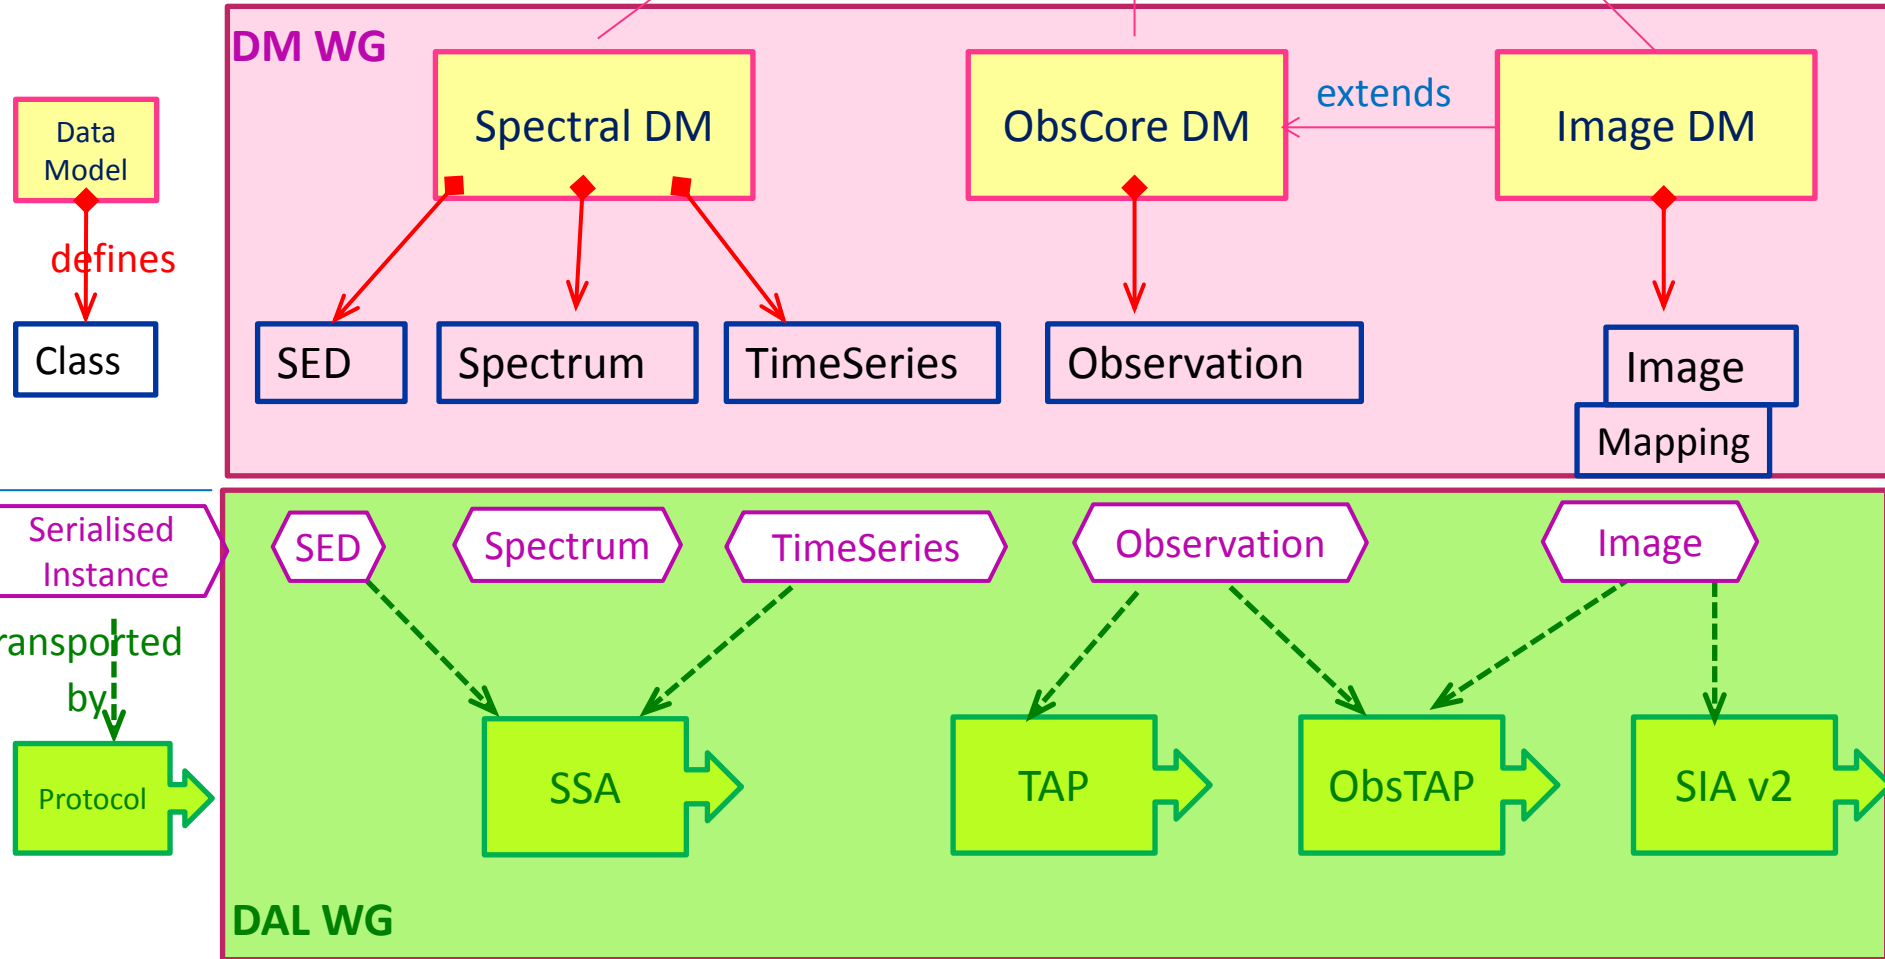 DM WG
Data
Model
Spectral DM
ObsCore DM
extends
Image DM
defines
Class
SED
Spectrum
TimeSeries
Observation
Image
Mapping
Serialised
Instance
SED
Spectrum
TimeSeries
Observation
Image
ransported
by
Protocol
SSA
TAP
ObsTAP
SIA v2
DAL WG